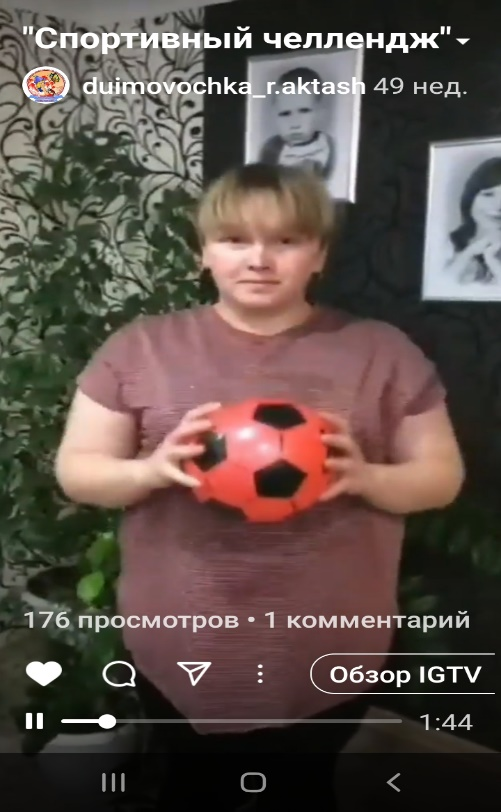 "Спортивный челлендж"
duimovochka_r.aktash 49 нед.
176 просмотров • 1 комментарий
Обзор IGTV
1:44